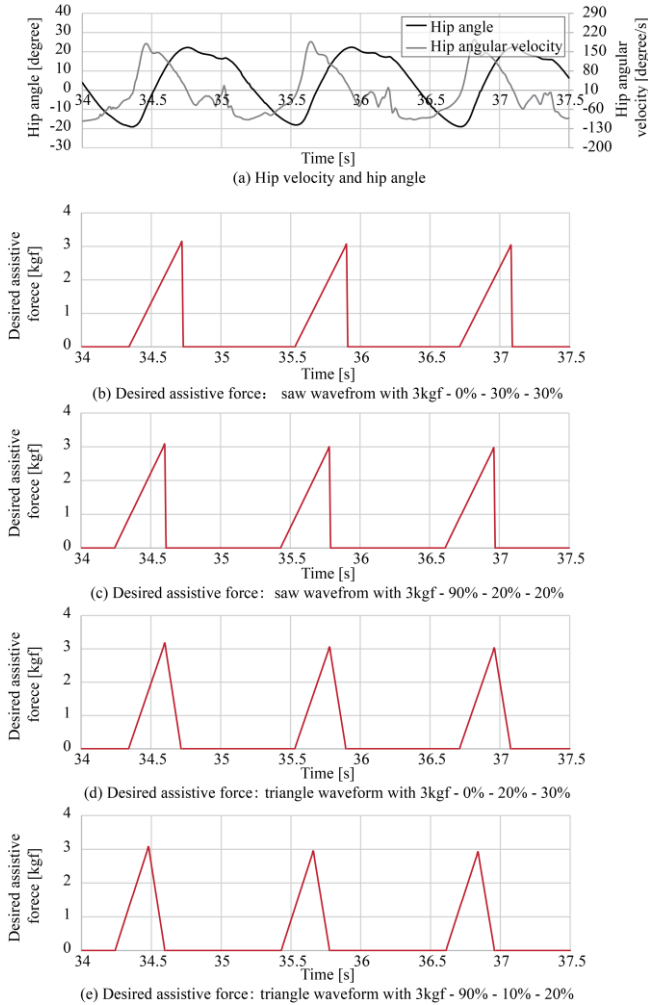 Hip angle
Hip angular velocity
Hip angle [degree]
40
30
20
10
0
-10
-20
-30
290
220
150
80
10
-60
-130
-200
Hip angular
velocity [degree/s]
34 34.5 35 35.5 36 36.5 37 37.5
Time [s]
(a) Hip velocity and hip angle
Desired assistive
forece [kgf]
4
3
2
1
0
34 34.5 35 35.5 36 36.5 37 37.5
Time [s]
(b) Desired assistive force: saw wavefrom with 3kgf - 0% - 30% - 30%
Desired assistive
forece [kgf]
4
3
2
1
0
34 34.5 35 35.5 36 36.5 37 37.5
Time [s]
(c) Desired assistive force: saw wavefrom with 3kgf - 90% - 20% - 20%
Desired assistive
forece [kgf]
4
3
2
1
0
34 34.5 35 35.5 36 36.5 37 37.5
Time [s]
(d) Desired assistive force: triangle waveform with 3kgf - 0% - 20% - 30%
Desired assistive
forece [kgf]
4
3
2
1
0
34 34.5 35 35.5 36 36.5 37 37.5
Time [s]
(e) Desired assistive force: triangle waveform with 3kgf - 90% - 10% - 20%